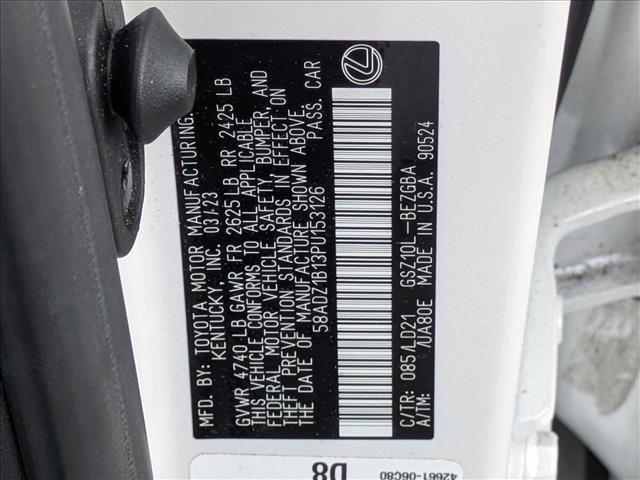 MFD. BY: TOYOTA MOTOR MANUFACTURING,
KENTUCKY, INC. 03/23
GVWR 4740 LB GAWR FR 2625 LB RR 2425 LB
THIS VEHICLE CONFORMS TO ALL APPLICABLE
FEDERAL MOTOR VEHICLE SAFETY, BUMPER, AND
THEFT PREVENTION STANDARDS IN EFFECT ON
THE DATE OF MANUFACTURE SHOWN ABOVE.
58ADZ1B13PU153126 PASS. CAR
C/TR: 085/LD21 GSZ10L-BEZGBA
A/TM: /UA80E MADE IN U.S.A. 90524
42661-06C80
D8